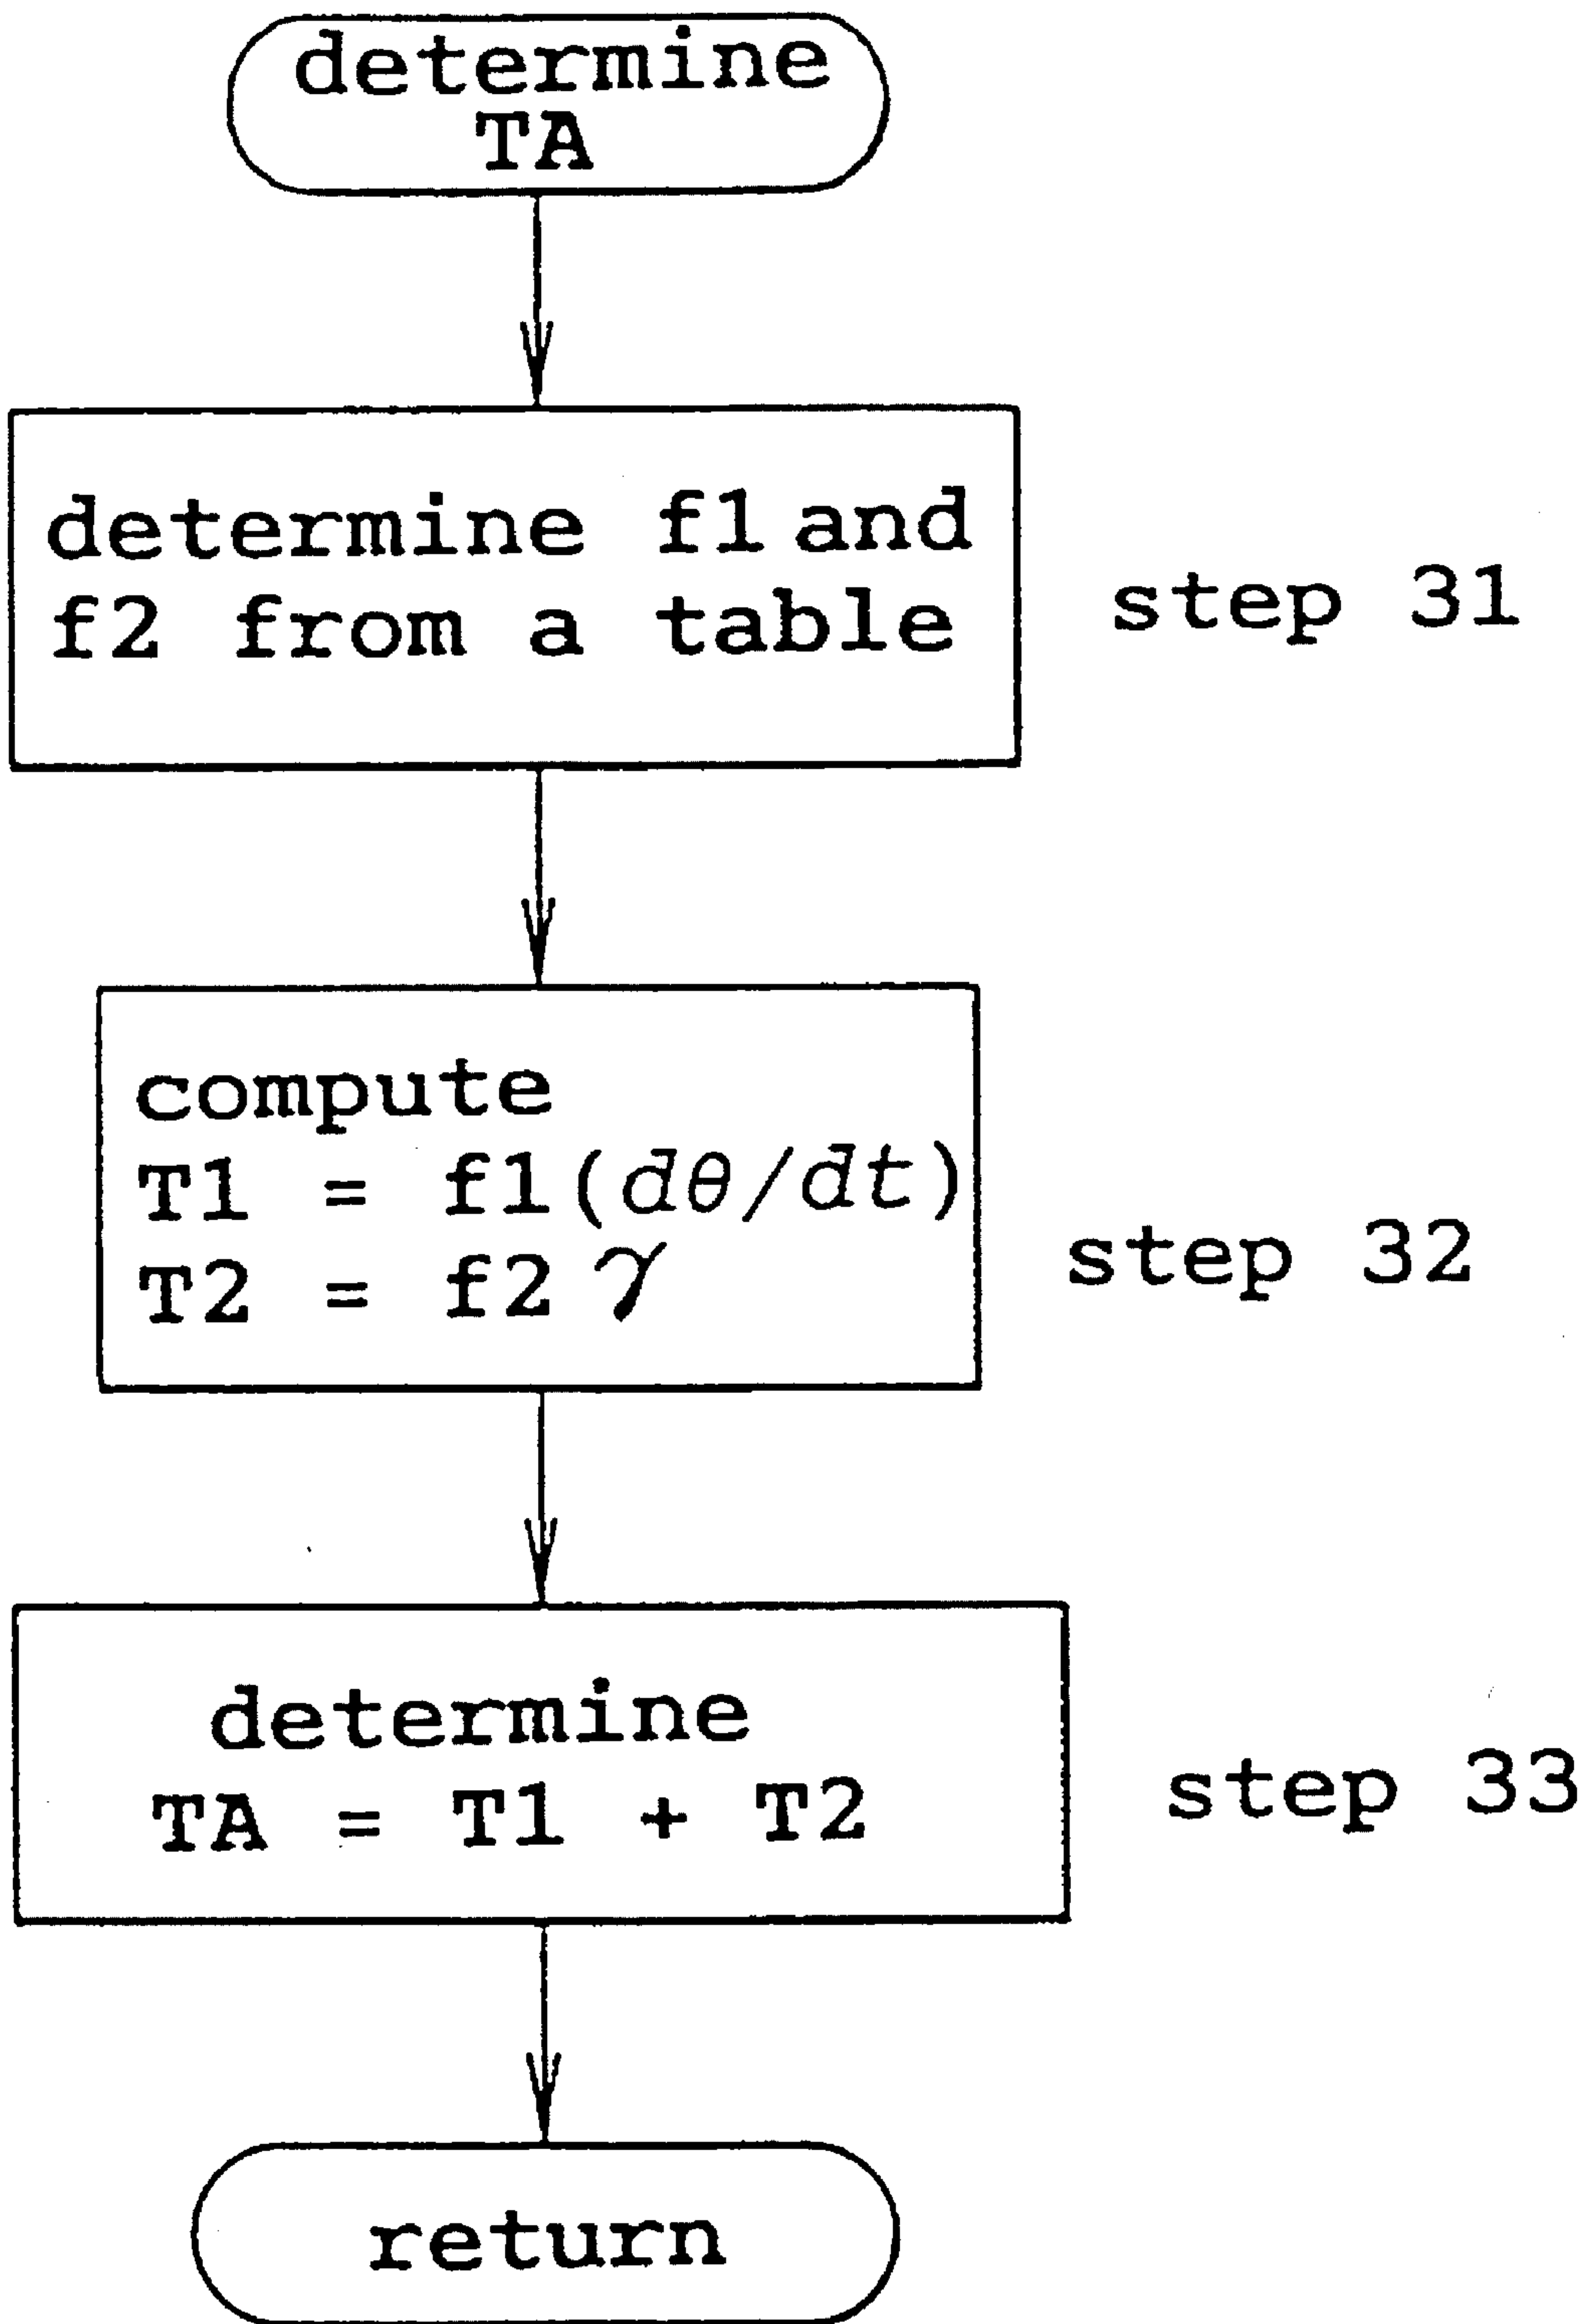 determine
TA
determine f1 and
f2 from a table
step 31
compute
T1 = f1(dθ/dt)
T2 = f2 γ
step 32
determine
TA = T1 + T2
step 33
return